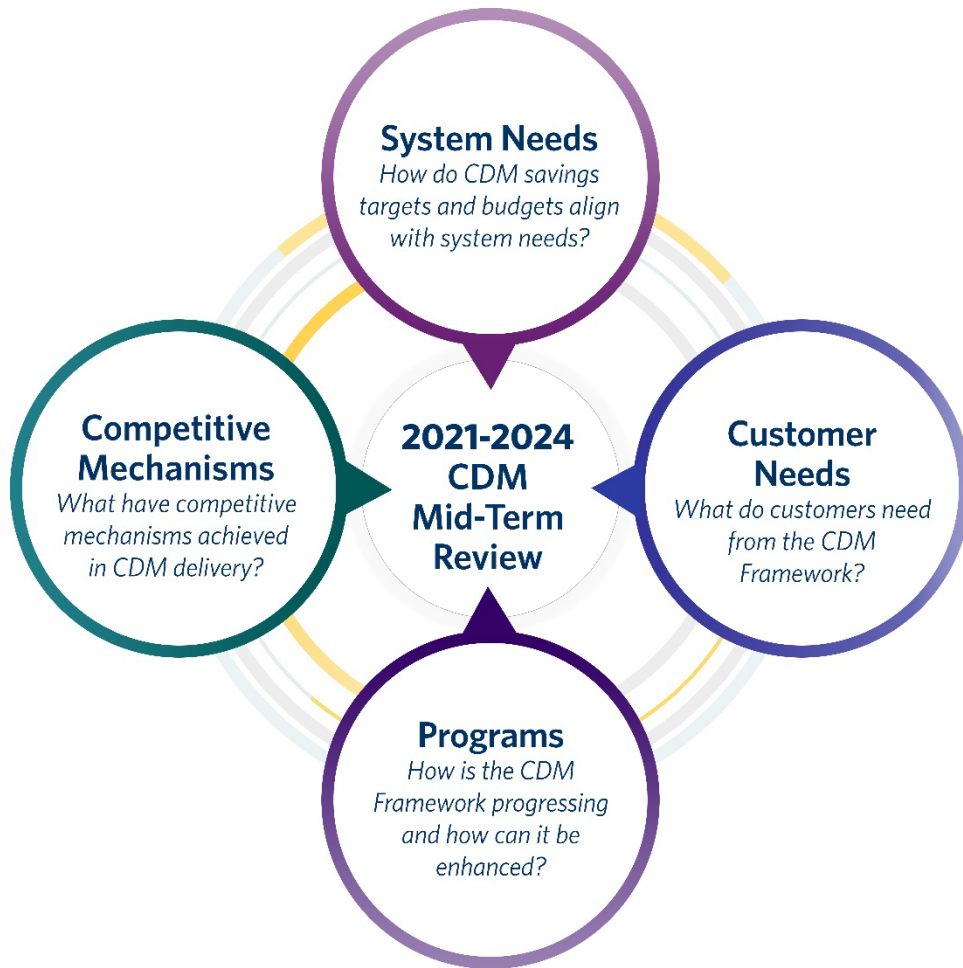 System Needs
How do CDM savings
targets and budgets align
with system needs?
Competitive
Mechanisms
What have competitive
mechanisms achieved
in CDM delivery?
2021-2024
CDM
Mid-Term
Review
Customer
Needs
What do customers need
from the CDM
Framework?
Programs
How is the CDM
Framework progressing
and how can it be
enhanced?